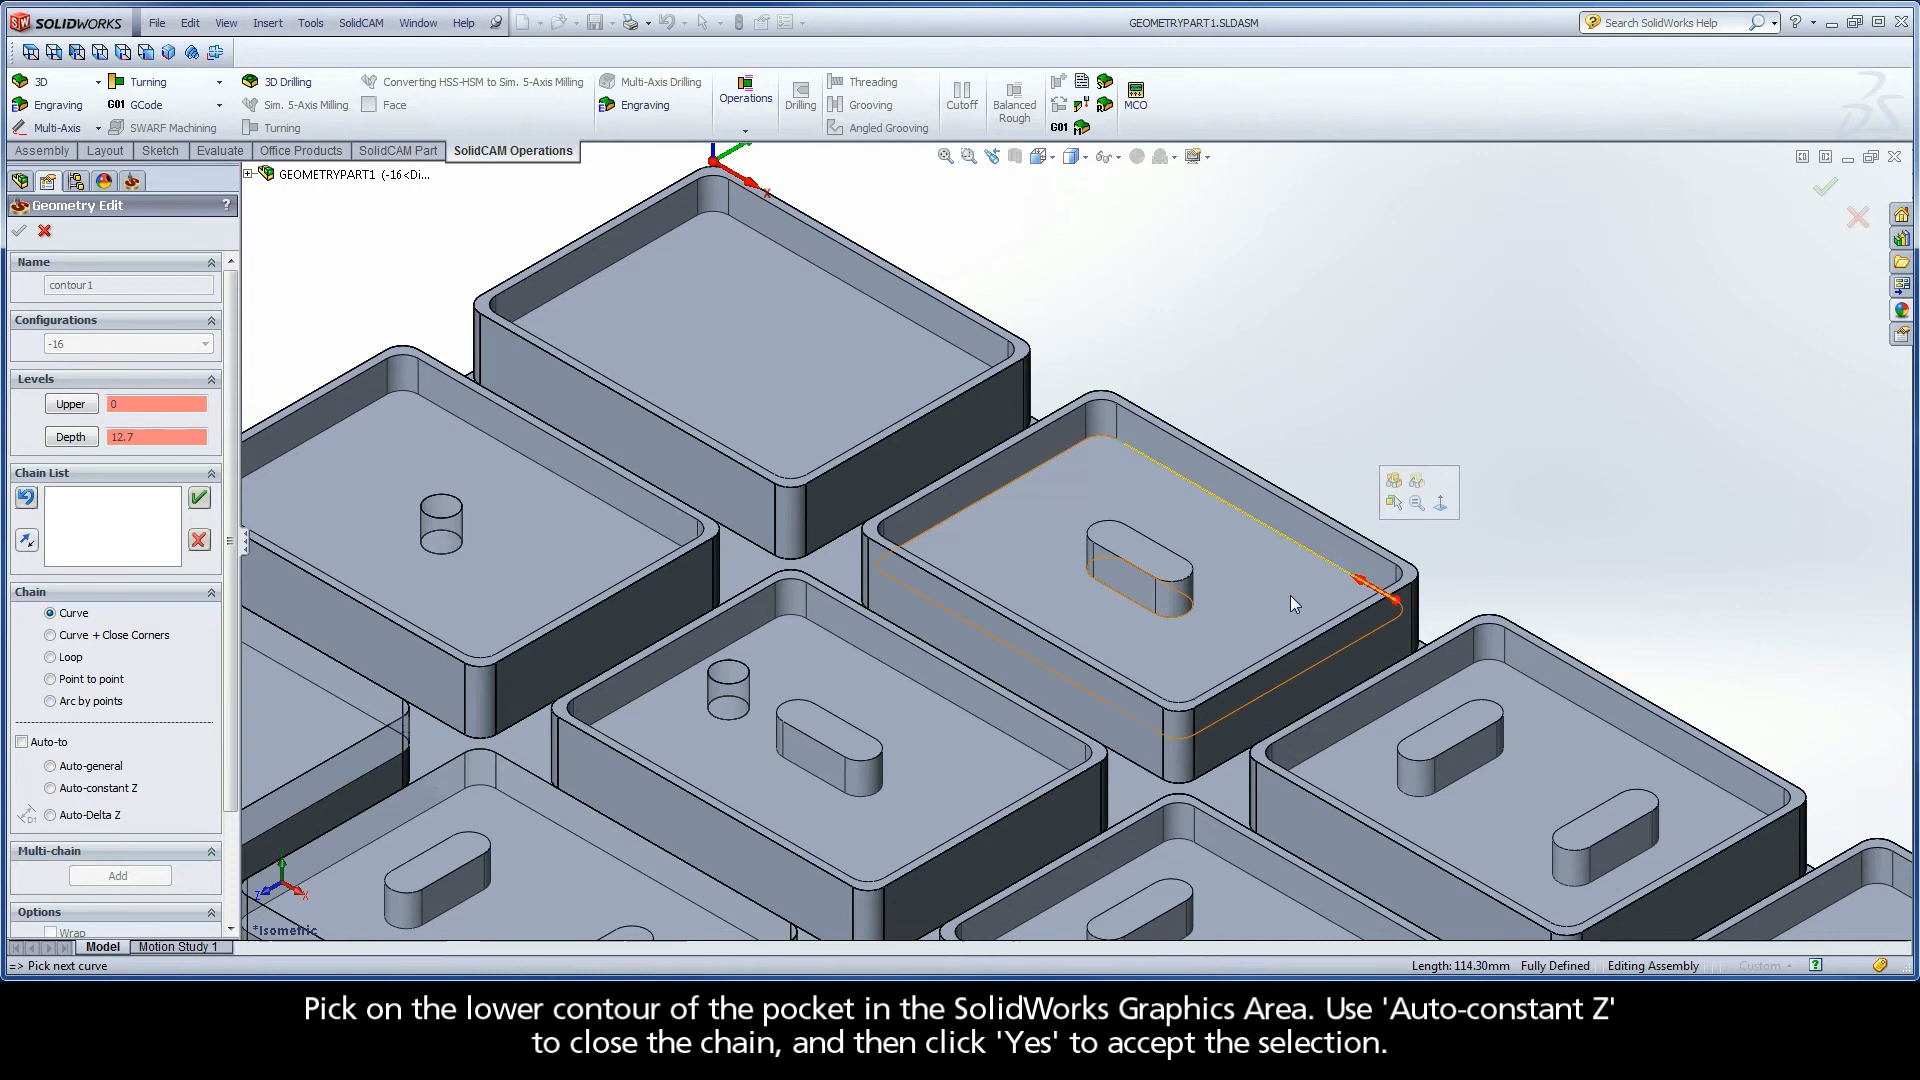 SOLIDWORKS File Edit View Insert Tools SolidCAM Window Help GEOMETRYPART1.SLDASM Search SolidWorks Help
3D Turning 3D Drilling Converting HSS-HSM to Sim. 5-Axis Milling Multi-Axis Drilling Threading
Engraving G01 GCode Sim. 5-Axis Milling Face Engraving Operations Drilling Grooving Cutoff Balanced Rough MCO
Multi-Axis SWARF Machining Turning Angled Grooving G01
Assembly Layout Sketch Evaluate Office Products SolidCAM Part SolidCAM Operations
GEOMETRYPART1 (-16<Di...
X
Geometry Edit ?
Name
contour1
Configurations
-16
Levels
Upper 0
Depth 12.7
Chain List
Chain
Curve
Curve + Close Corners
Loop
Point to point
Arc by points
Auto-to
Auto-general
Auto-constant Z
Auto-Delta Z
Multi-chain
Add
Options
Wrap
*Isometric
Model Motion Study 1
=> Pick next curve Length: 114.30mm Fully Defined Editing Assembly Custom
Pick on the lower contour of the pocket in the SolidWorks Graphics Area. Use 'Auto-constant Z'
to close the chain, and then click 'Yes' to accept the selection.